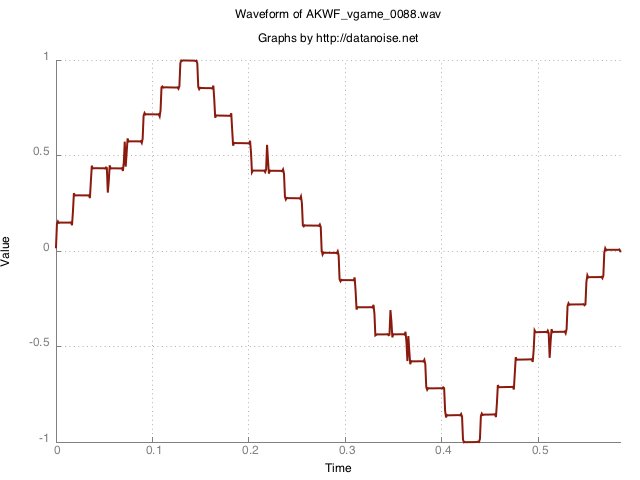 Waveform of AKWF_vgame_0088.wav
Graphs by http://datanoise.net
1
0.5
0
-0.5
-1
Value
0 0.1 0.2 0.3 0.4 0.5
Time